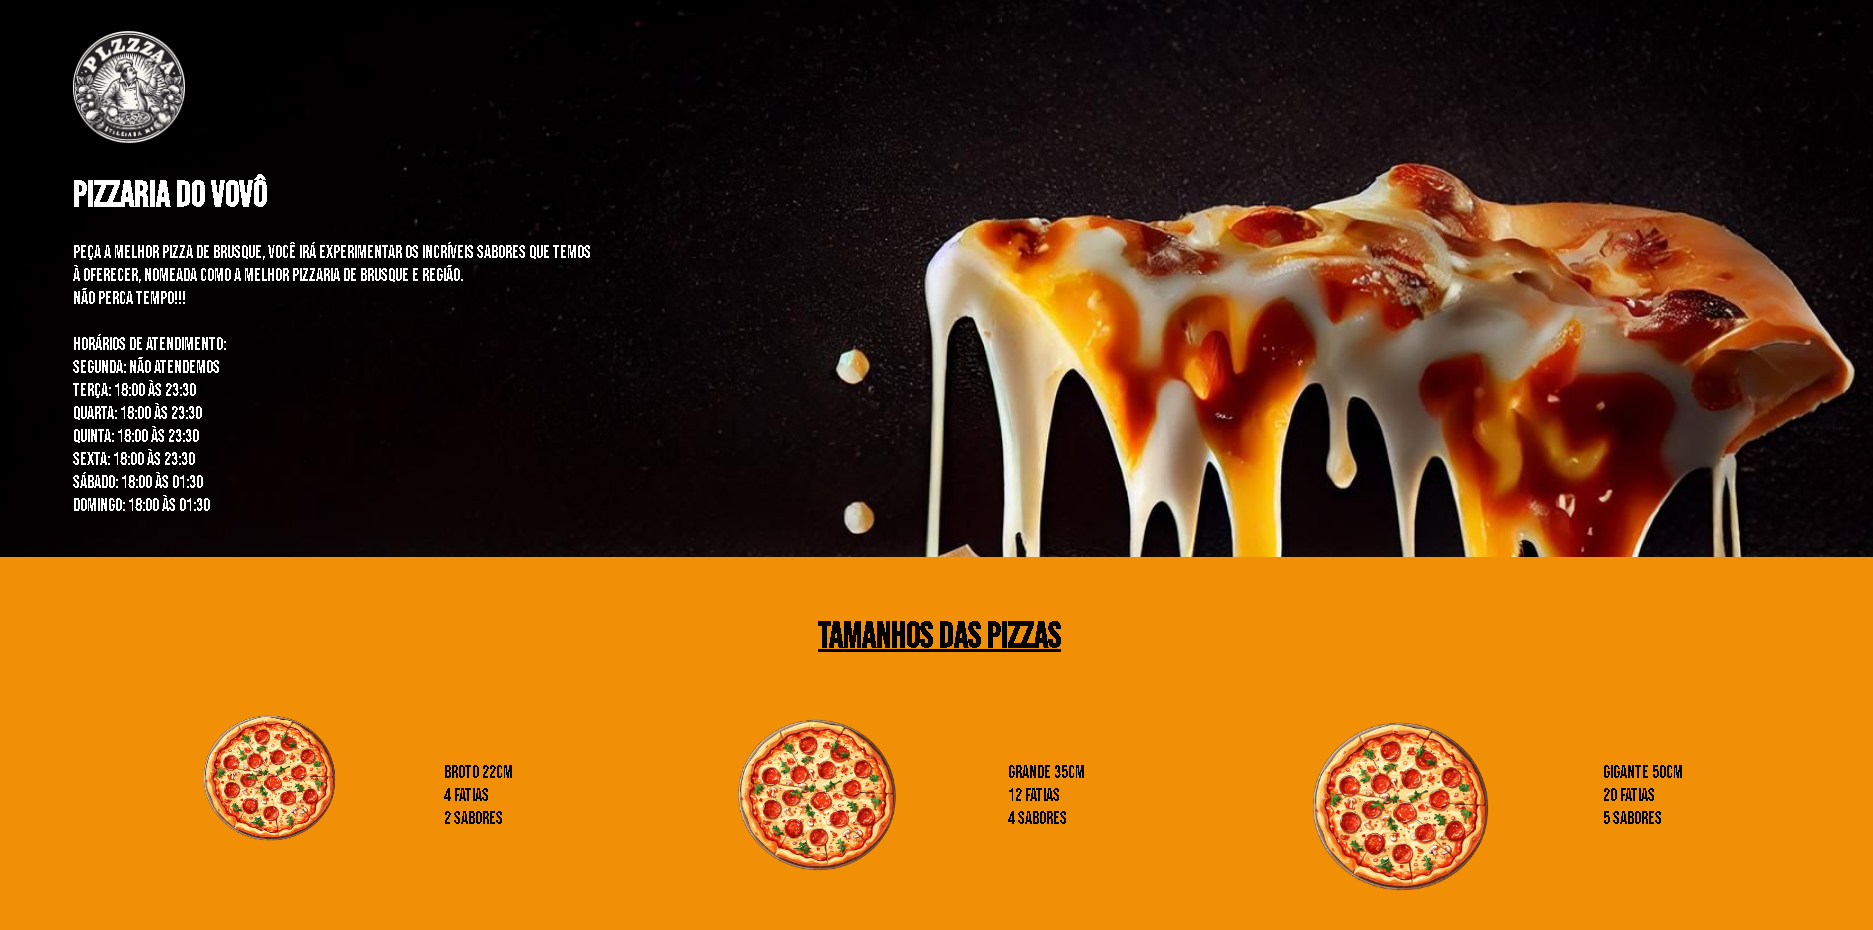 PLZZZAA
PIZZARIA DO VOVÔ
PEÇA A MELHOR PIZZA DE BRUSQUE, VOCÊ IRÁ EXPERIMENTAR OS INCRÍVEIS SABORES QUE TEMOS
À OFERECER, NOMEADA COMO A MELHOR PIZZARIA DE BRUSQUE E REGIÃO.
NÃO PERCA TEMPO!!!
HORÁRIOS DE ATENDIMENTO:
SEGUNDA: NÃO ATENDEMOS
TERÇA: 18:00 ÀS 23:30
QUARTA: 18:00 ÀS 23:30
QUINTA: 18:00 ÀS 23:30
SEXTA: 18:00 ÀS 23:30
SÁBADO: 18:00 ÀS 01:30
DOMINGO: 18:00 ÀS 01:30
TAMANHOS DAS PIZZAS
BROTO 22CM
4 FATIAS
2 SABORES
GRANDE 35CM
12 FATIAS
4 SABORES
GIGANTE 50CM
20 FATIAS
5 SABORES